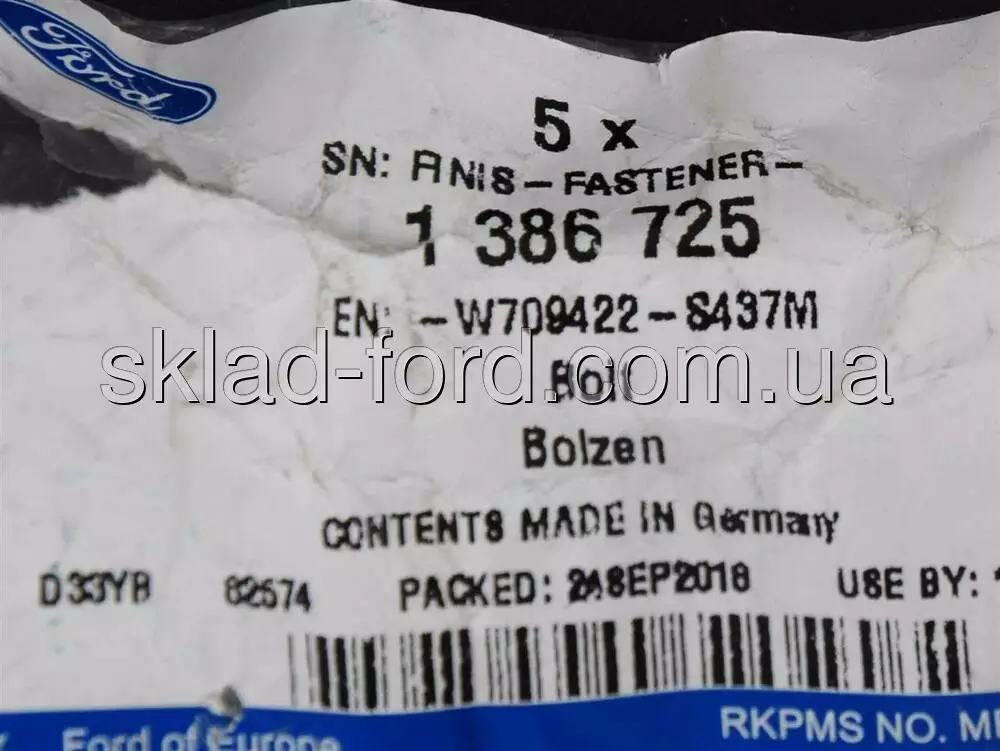 Ford
5 x
SN: FINIS-FASTENER-
1 386 725
EN: -W709422-S437M
sklad-ford.com.ua
Bolt
Bolzen
CONTENTS MADE IN Germany
D33YB 82574 PACKED: USE BY:
RKPMS NO.
Ford of Europe